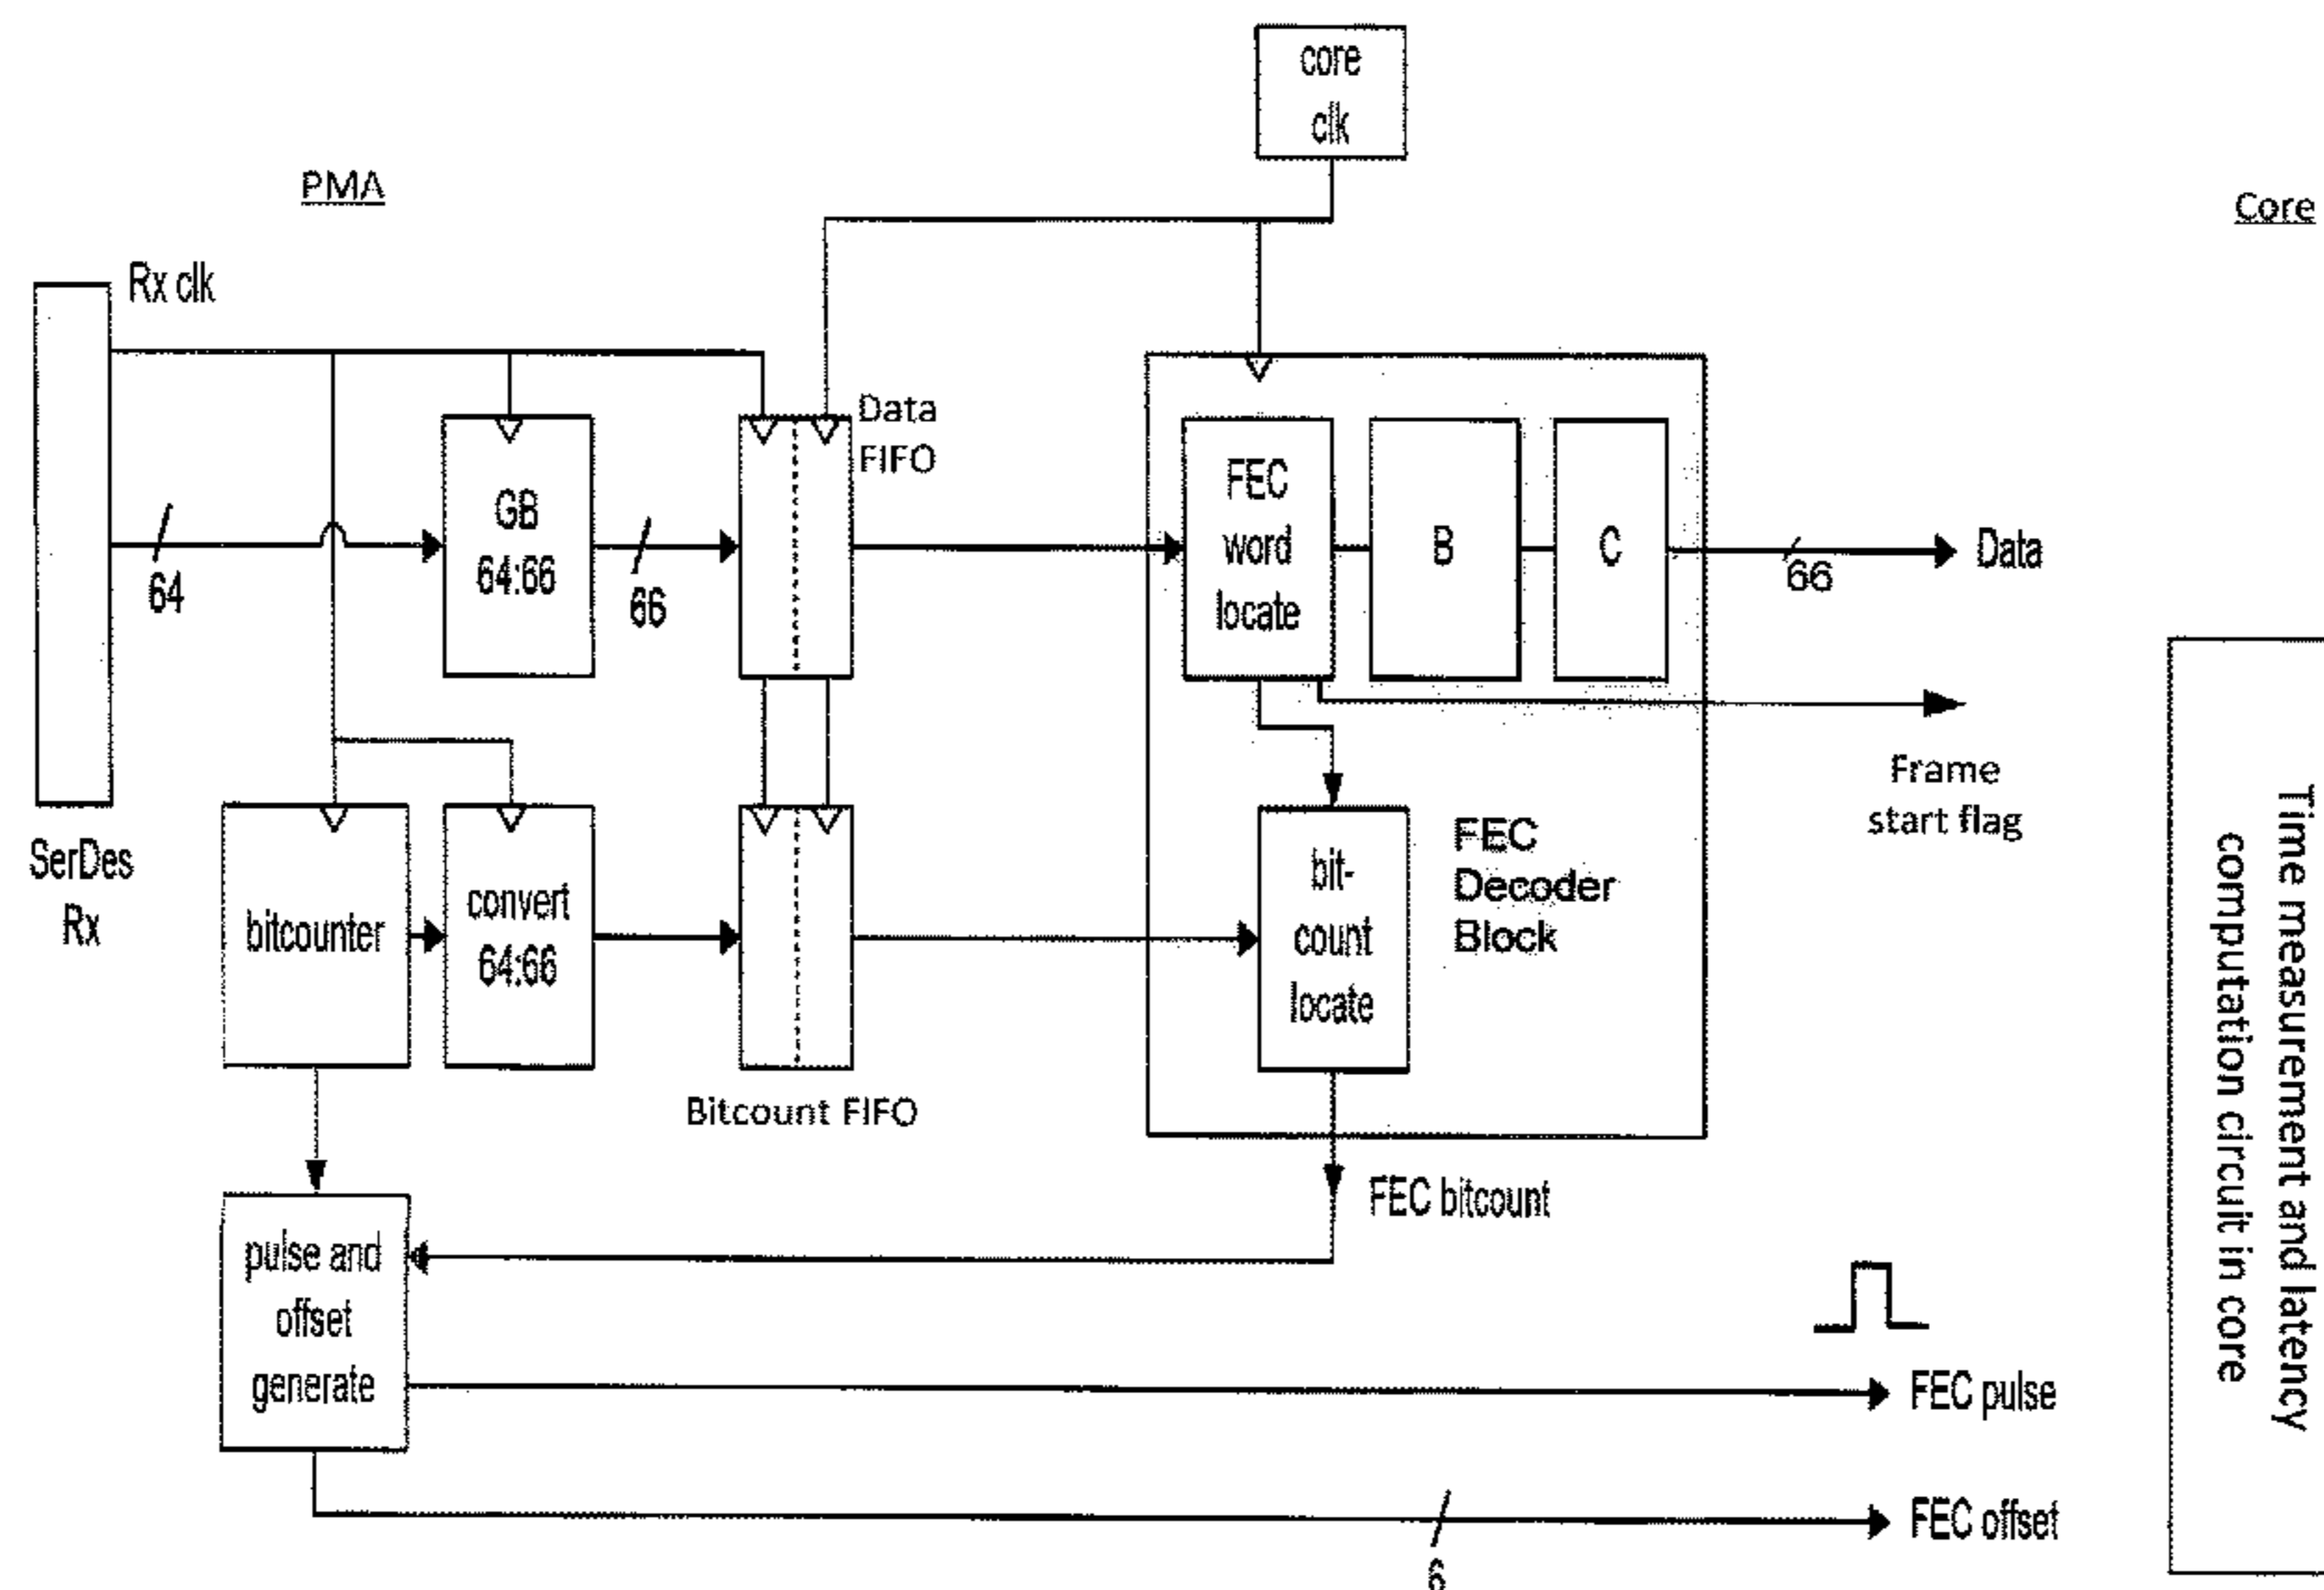 core
clk
PMA
Core
Rx clk
Data
FIFO
GB
64:66
64
66
FEC
word
locate
B
C
66
Data
Frame
start flag
SerDes
Rx
bitcounter
convert
64:66
bit-
count
locate
FEC
Decoder
Block
Bitcount FIFO
FEC bitcount
pulse and
offset
generate
FEC pulse
FEC offset
6
Time measurement and latency
computation circuit in core